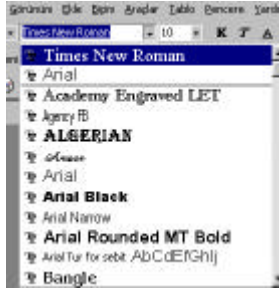 Görünüm Ekle Biçim Araçlar Tablo Pencere Yardı
Times New Roman 10 K T A
Times New Roman
Arial
Academy Engraved LET
Agency FB
ALGERIAN
Arial
Arial Black
Arial Narrow
Arial Rounded MT Bold
Arial Tur for sebit AbCdEfGhIj
Bangle